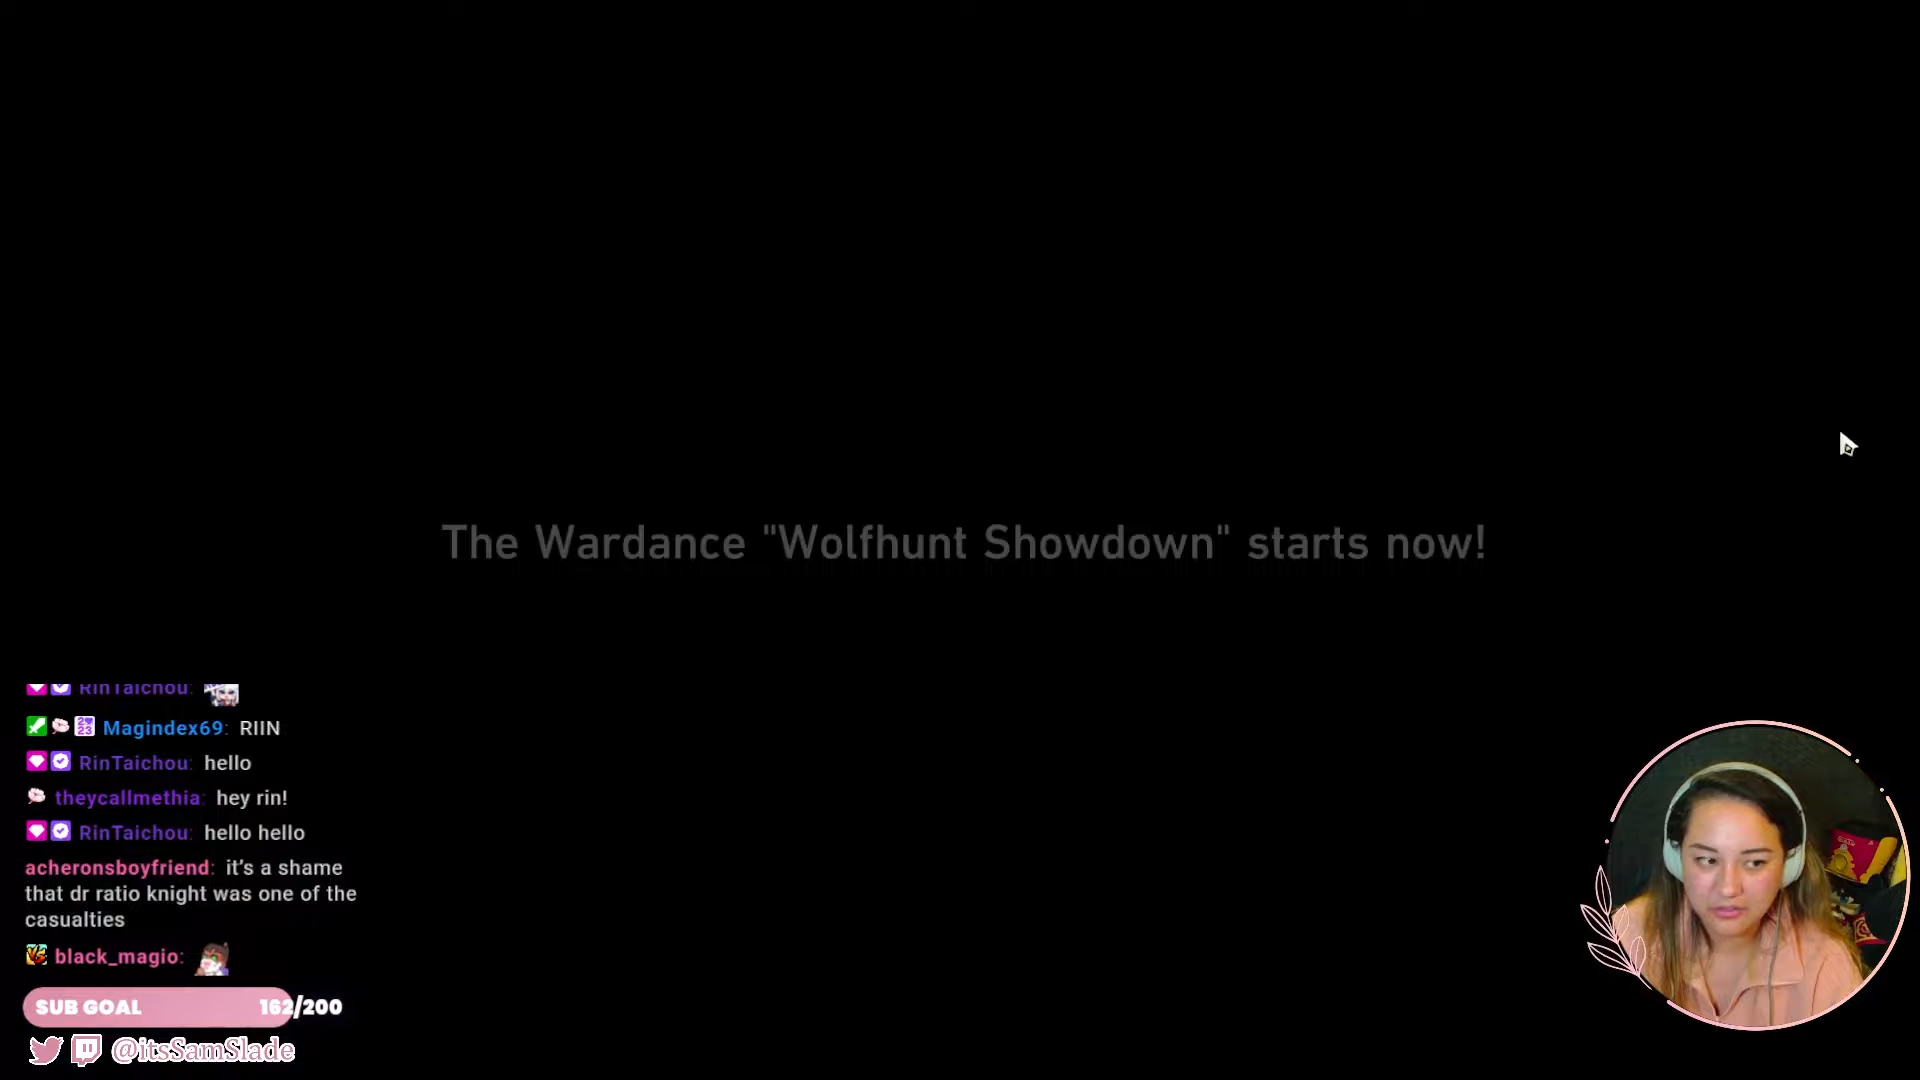 The Wardance "Wolfhunt Showdown" starts now!
RinTaichou:
Magindex69: RIIN
RinTaichou: hello
theycallmethia: hey rin!
RinTaichou: hello hello
acheronsboyfriend: it's a shame
that dr ratio knight was one of the
casualties
black_magio:
SUB GOAL 162/200
@itsSamSlade